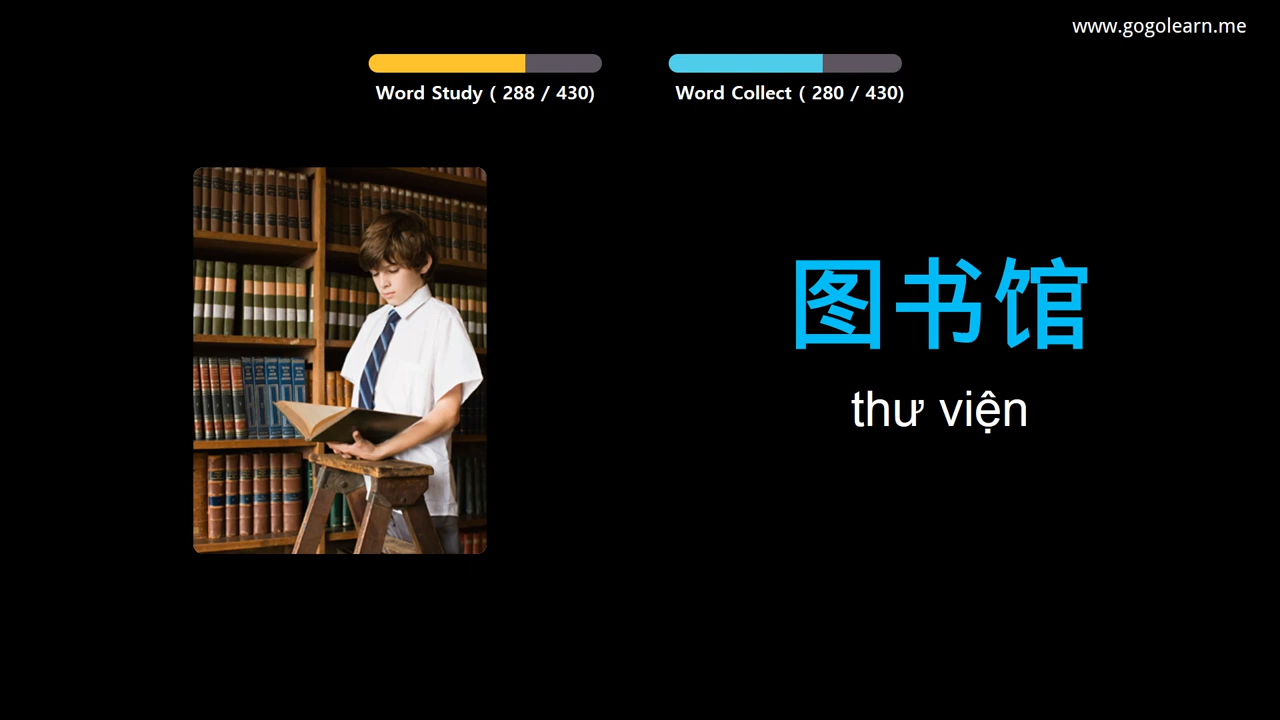 www.gogolearn.me
Word Study ( 288 / 430)
Word Collect ( 280 / 430)
图书馆
thư viện